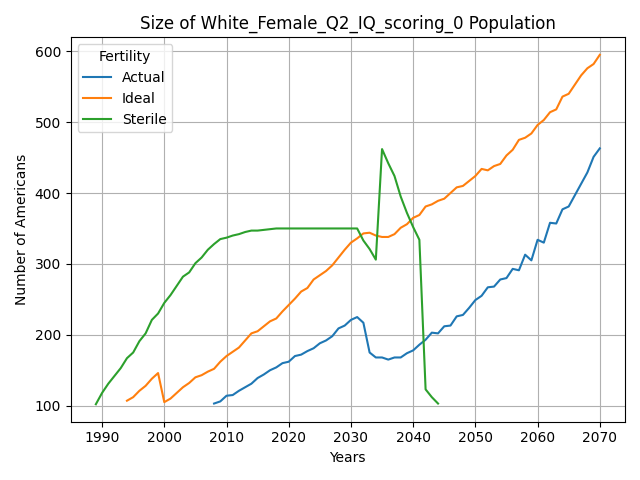 Size of White_Female_Q2_IQ_scoring_0 Population
Fertility
Actual
Ideal
Sterile
Number of Americans
600
500
400
300
200
100
1990 2000 2010 2020 2030 2040 2050 2060 2070
Years